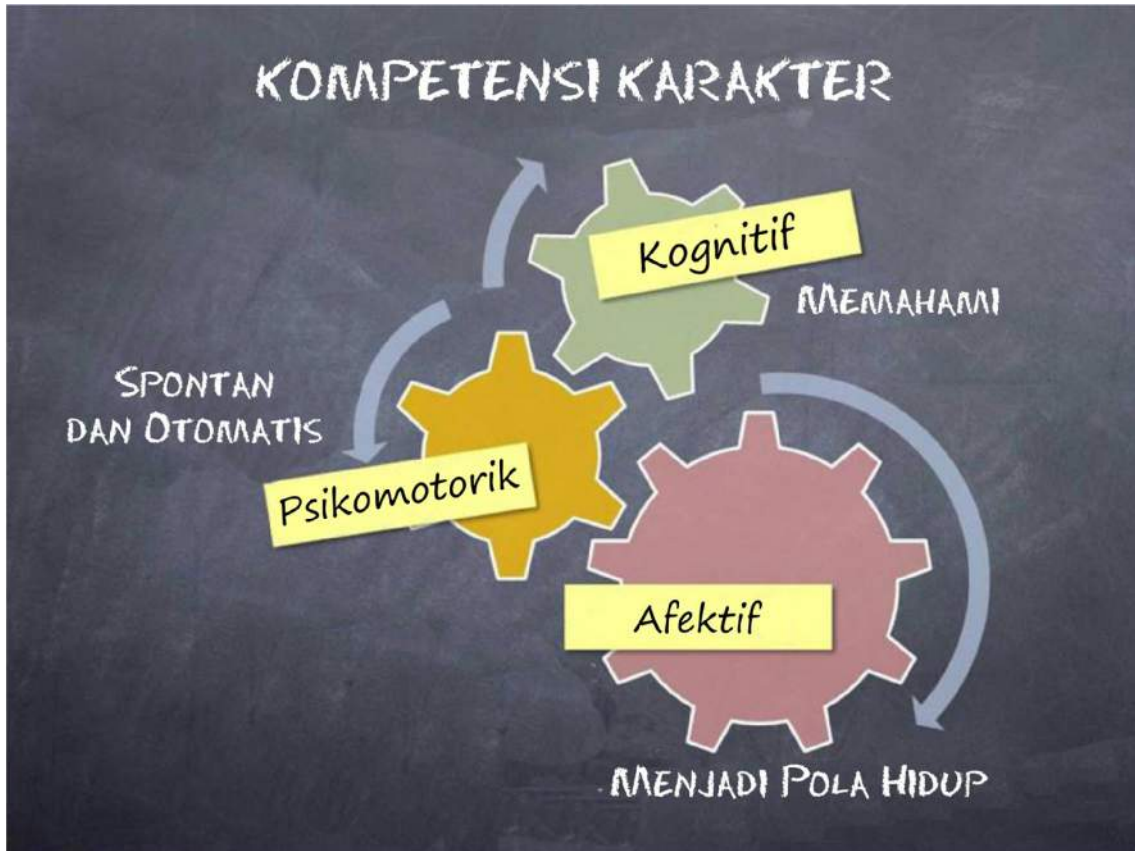 KOMPETENSI KARAKTER
Kognitif
MEMAHAMI
SPONTAN
DAN OTOMATIS
Psikomotorik
Afektif
MENJADI POLA HIDUP